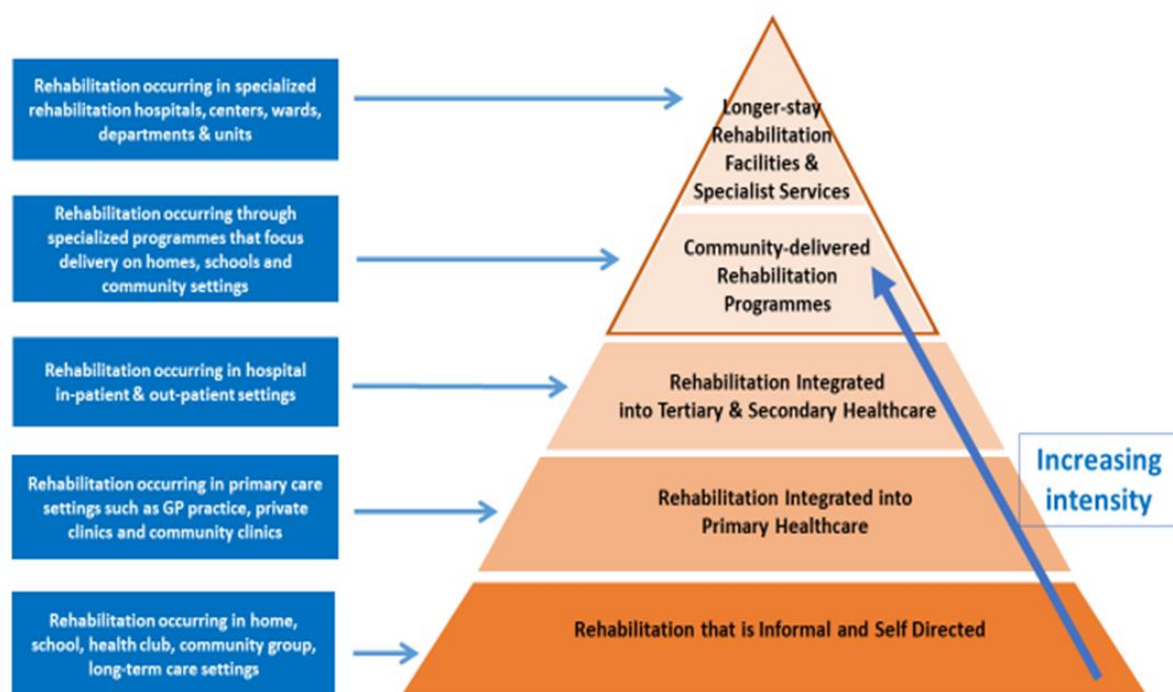 Rehabilitation occurring in specialized
rehabilitation hospitals, centers, wards,
departments & units
Longer-stay
Rehabilitation
Facilities &
Specialist Services
Rehabilitation occurring through
specialized programmes that focus
delivery on homes, schools and
community settings
Community-delivered
Rehabilitation
Programmes
Rehabilitation occurring in hospital
in-patient & out-patient settings
Rehabilitation Integrated
into Tertiary & Secondary Healthcare
Increasing
intensity
Rehabilitation occurring in primary care
settings such as GP practice, private
clinics and community clinics
Rehabilitation Integrated into
Primary Healthcare
Rehabilitation occurring in home,
school, health club, community group,
long-term care settings
Rehabilitation that is Informal and Self Directed